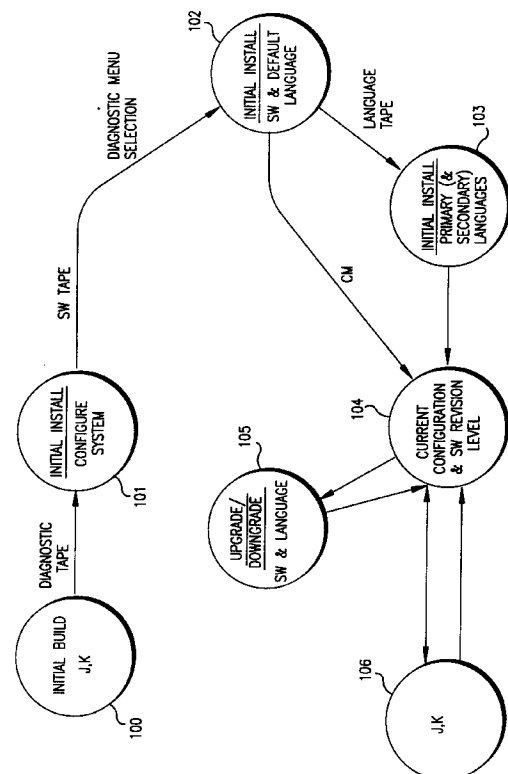 INITIAL BUILD
J,K
100
DIAGNOSTIC
TAPE
INITIAL INSTALL
CONFIGURE
SYSTEM
101
SW TAPE
DIAGNOSTIC MENU
SELECTION
102
INITIAL INSTALL
SW & DEFAULT
LANGUAGE
LANGUAGE
TAPE
CM
103
INITIAL INSTALL
PRIMARY (&
SECONDARY)
LANGUAGES
104
CURRENT
CONFIGURATION
& SW REVISION
LEVEL
105
UPGRADE/
DOWNGRADE
SW & LANGUAGE
106
J,K